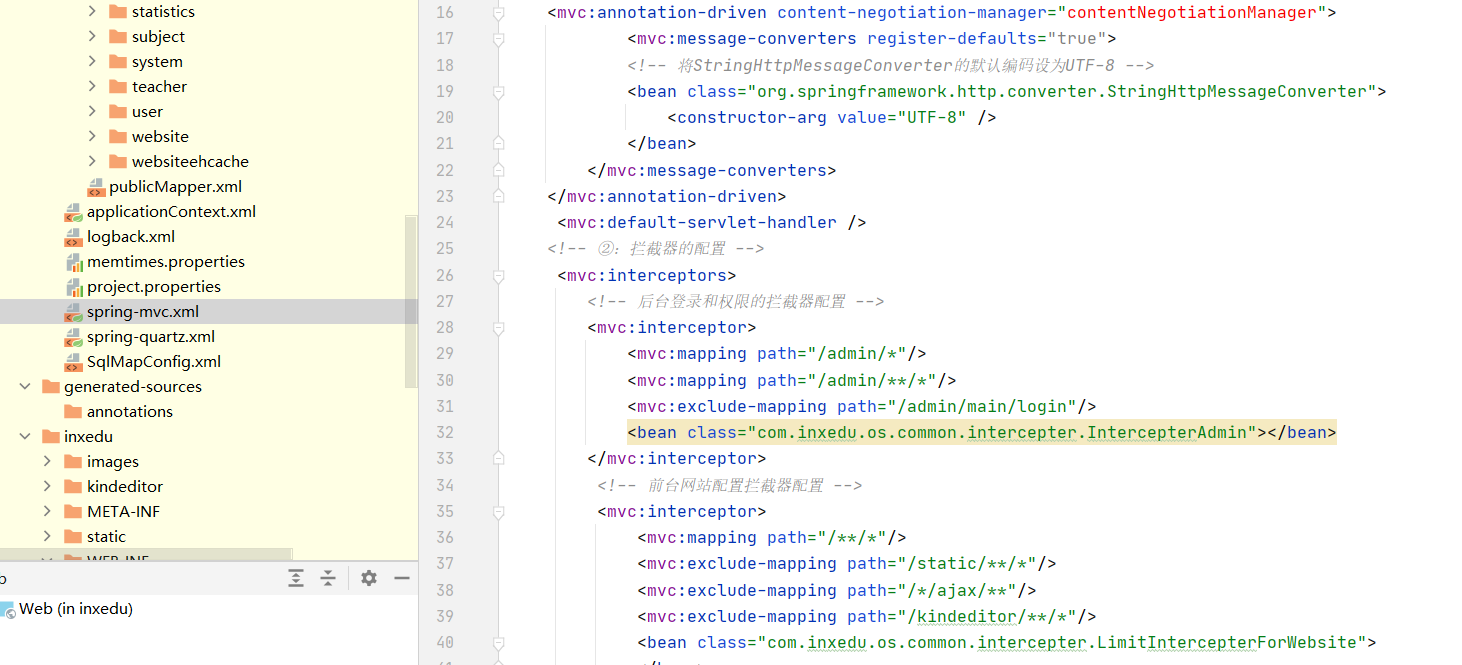 statistics
subject
system
teacher
user
website
websiteehcache
publicMapper.xml
applicationContext.xml
logback.xml
memtimes.properties
project.properties
spring-mvc.xml
spring-quartz.xml
SqlMapConfig.xml
generated-sources
annotations
inxedu
images
kindeditor
META-INF
static
WEB-INF
Web (in inxedu)
16 <mvc:annotation-driven content-negotiation-manager="contentNegotiationManager">
17 <mvc:message-converters register-defaults="true">
18 <!-- 将StringHttpMessageConverter的默认编码设为UTF-8 -->
19 <bean class="org.springframework.http.converter.StringHttpMessageConverter">
20 <constructor-arg value="UTF-8" />
21 </bean>
22 </mvc:message-converters>
23 </mvc:annotation-driven>
24 <mvc:default-servlet-handler />
25 <!-- ②：拦截器的配置 -->
26 <mvc:interceptors>
27 <!-- 后台登录和权限的拦截器配置 -->
28 <mvc:interceptor>
29 <mvc:mapping path="/admin/*"/>
30 <mvc:mapping path="/admin/**/*"/>
31 <mvc:exclude-mapping path="/admin/main/login"/>
32 <bean class="com.inxedu.os.common.intercepter.IntercepterAdmin"></bean>
33 </mvc:interceptor>
34 <!-- 前台网站配置拦截器配置 -->
35 <mvc:interceptor>
36 <mvc:mapping path="/**/*"/>
37 <mvc:exclude-mapping path="/static/**/*"/>
38 <mvc:exclude-mapping path="/*/ajax/**"/>
39 <mvc:exclude-mapping path="/kindeditor/**/*"/>
40 <bean class="com.inxedu.os.common.intercepter.LimitIntercepterForWebsite">